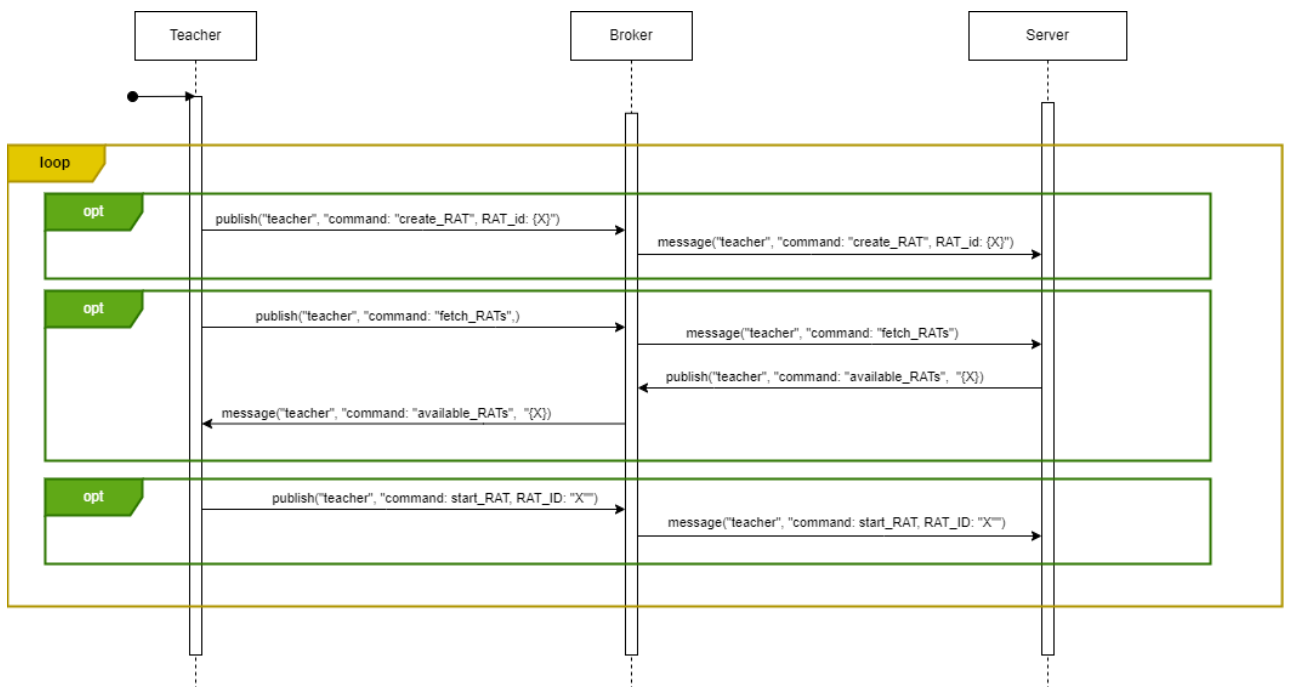 Teacher
Broker
Server
loop
opt
publish("teacher", "command: "create_RAT", RAT_id: {X}")
message("teacher", "command: "create_RAT", RAT_id: {X}")
opt
publish("teacher", "command: "fetch_RATs",)
message("teacher", "command: "fetch_RATs")
publish("teacher", "command: "available_RATs", "{X})
message("teacher", "command: "available_RATs", "{X})
opt
publish("teacher", "command: start_RAT, RAT_ID: "X"")
message("teacher", "command: start_RAT, RAT_ID: "X"")